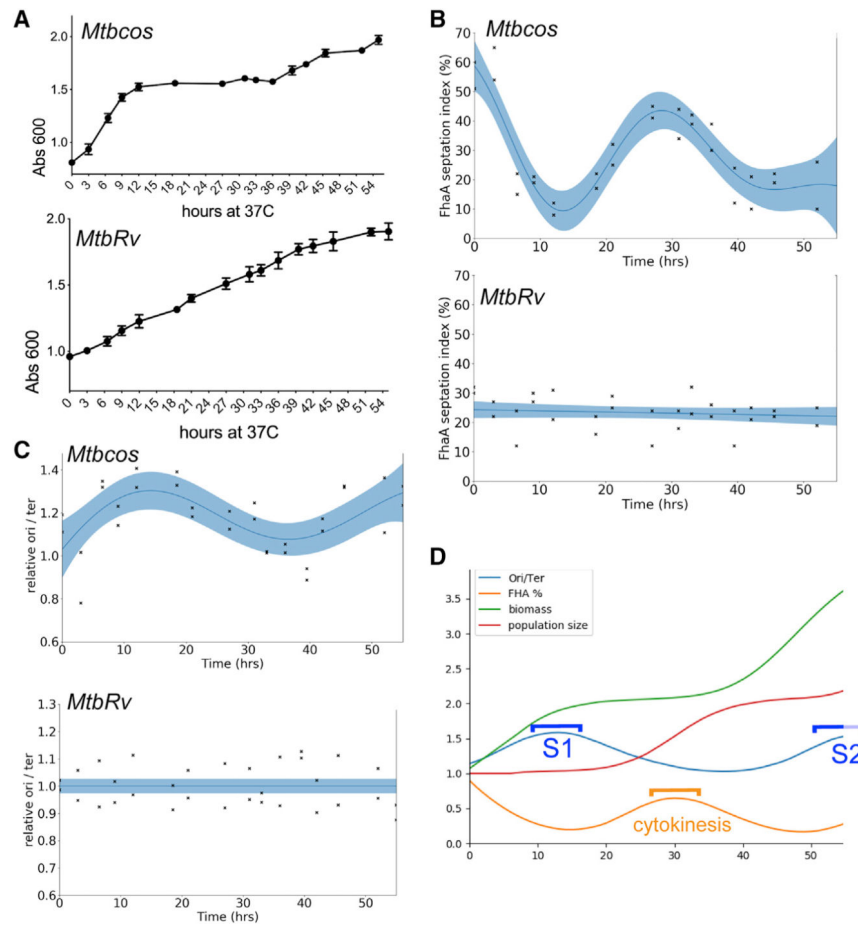 A
Mtbcos
2.0
1.5
1.0
Abs 600
0 3 6 9 12 15 18 21 24 27 30 33 36 39 42 45 48 51 54
hours at 37C
MtbRv
2.0
1.5
1.0
Abs 600
0 3 6 9 12 15 18 21 24 27 30 33 36 39 42 45 48 51 54
hours at 37C
B
Mtbcos
FhaA septation index (%)
70
60
50
40
30
20
10
0
0 10 20 30 40 50
Time (hrs)
MtbRv
FhaA septation index (%)
70
60
50
40
30
20
10
0
0 10 20 30 40 50
Time (hrs)
C
Mtbcos
relative ori / ter
1.4
1.2
1.0
0.8
0.6
0 10 20 30 40 50
Time (hrs)
MtbRv
relative ori / ter
1.3
1.2
1.1
1.0
0.9
0.8
0.7
0.6
0 10 20 30 40 50
Time (hrs)
D
Ori/Ter
FHA %
biomass
population size
3.5
3.0
2.5
2.0
1.5
1.0
0.5
0.0
S1
S2
cytokinesis
0 10 20 30 40 50